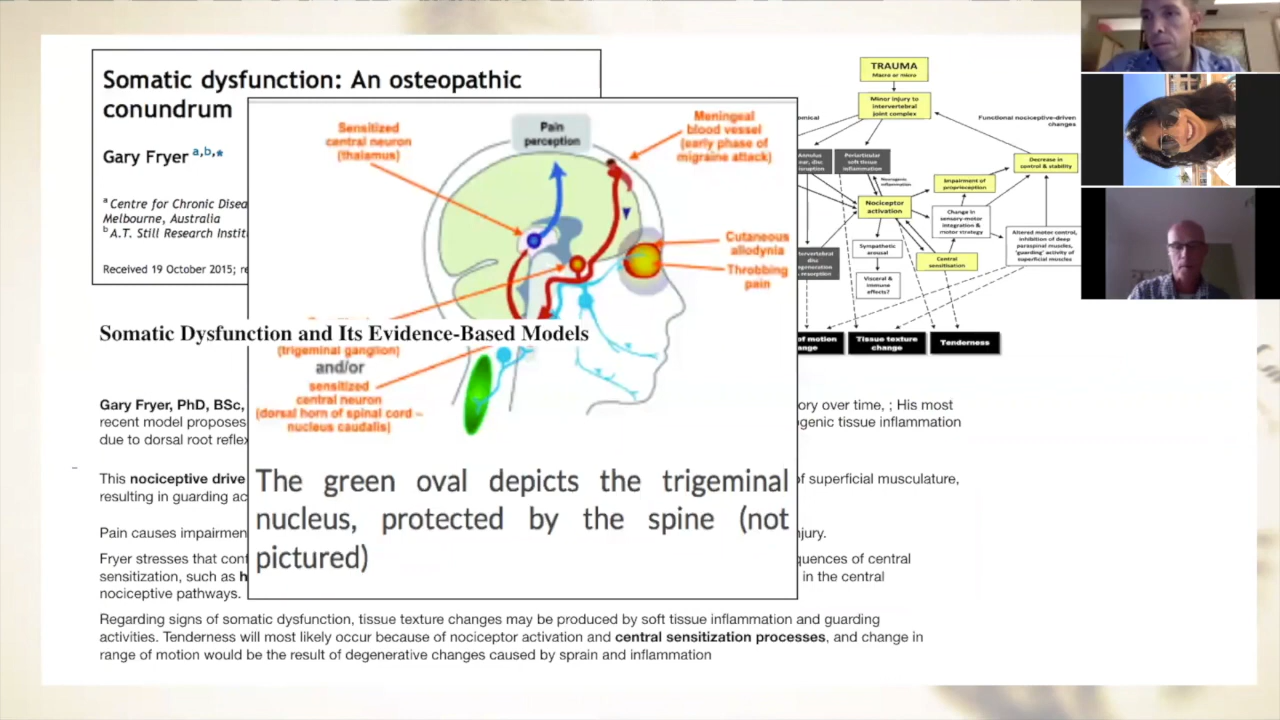 Somatic dysfunction: An osteopathic
conundrum
Gary Fryer a,b,*
a Centre for Chronic Disea
Melbourne, Australia
b A.T. Still Research Instit
Received 19 October 2015; re
Sensitized
central neuron
(thalamus)
Pain
perception
Meningeal
blood vessel
(early phase of
migraine attack)
Cutaneous
allodynia
Throbbing
pain
(trigeminal ganglion)
and/or
sensitized
central neuron
(dorsal horn of spinal cord –
nucleus caudalis)
The green oval depicts the trigeminal
nucleus, protected by the spine (not
pictured)
TRAUMA
Macro or micro
Minor injury to
intervertebral
joint complex
Functional nociceptive-driven
changes
Periarticular
soft tissue
inflammation
Neurogenic
inflammation
Decrease in
control & stability
Impairment of
proprioception
Nociceptor
activation
Change in
sensory-motor
integration &
motor strategy
Altered motor control,
inhibition of deep
paraspinal muscles,
'guarding' activity of
superficial muscles
Sympathetic
arousal
Central
sensitisation
Visceral &
immune
effects?
of motion
Tissue texture
change
Tenderness
Somatic Dysfunction and Its Evidence-Based Models
Gary Fryer, PhD, BSc, ory over time, ; His most
recent model proposes ogenic tissue inflammation
due to dorsal root reflex
This nociceptive drive of superficial musculature,
resulting in guarding ac
Pain causes impairmen njury.
Fryer stresses that cont quences of central
sensitization, such as h in the central
nociceptive pathways.
Regarding signs of somatic dysfunction, tissue texture changes may be produced by soft tissue inflammation and guarding
activities. Tenderness will most likely occur because of nociceptor activation and central sensitization processes, and change in
range of motion would be the result of degenerative changes caused by sprain and inflammation